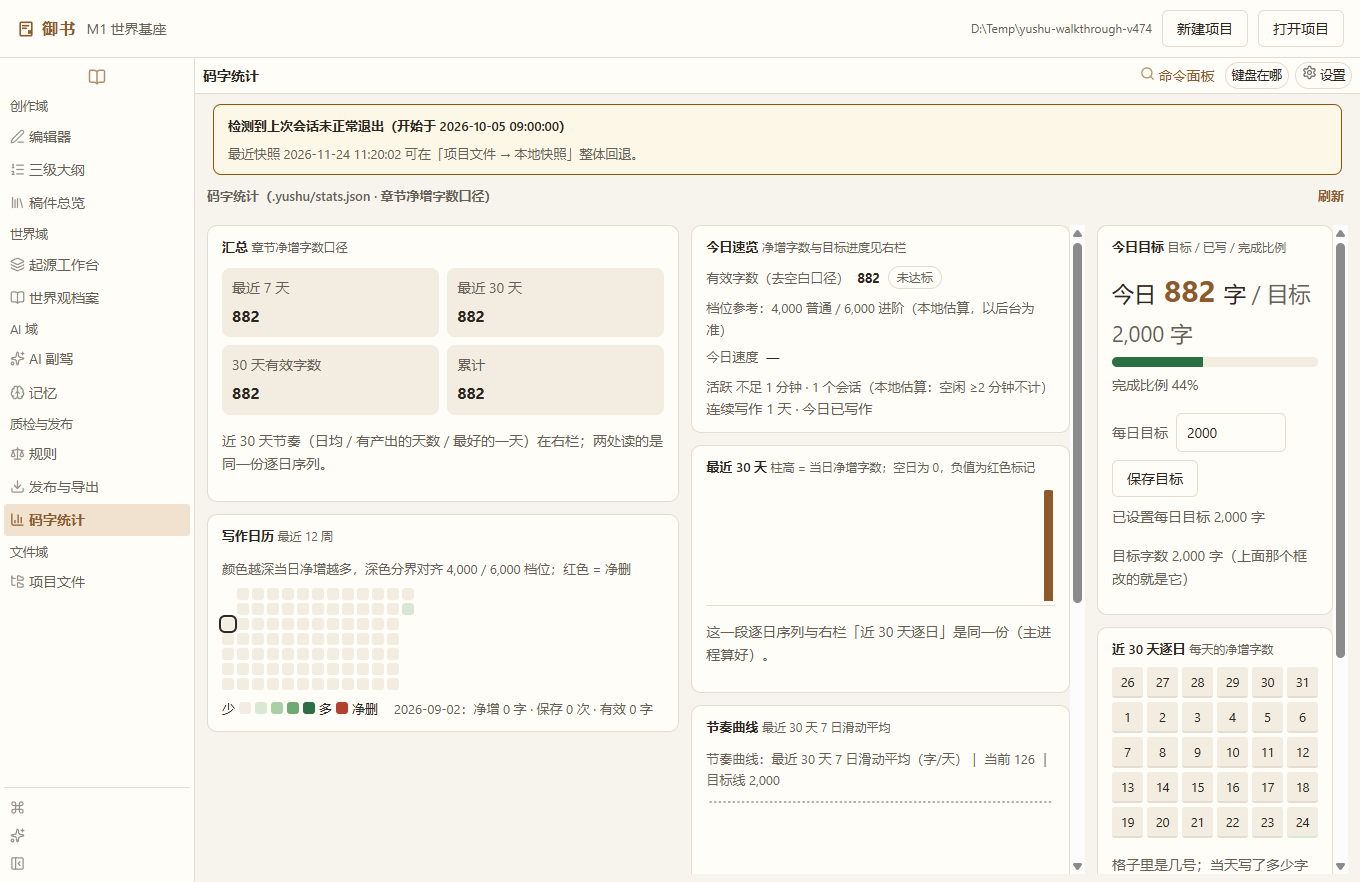 御书 M1 世界基座
D:\Temp\yushu-walkthrough-v474 新建项目 打开项目
创作域
编辑器
三级大纲
稿件总览
世界域
起源工作台
世界观档案
AI 域
AI 副驾
记忆
质检与发布
规则
发布与导出
码字统计
文件域
项目文件
码字统计
命令面板 键盘在哪 设置
检测到上次会话未正常退出（开始于 2026-10-05 09:00:00）
最近快照 2026-11-24 11:20:02 可在「项目文件 → 本地快照」整体回退。
码字统计（.yushu/stats.json · 章节净增字数口径）
刷新
汇总 章节净增字数口径
最近 7 天
882
最近 30 天
882
30 天有效字数
882
累计
882
近 30 天节奏（日均 / 有产出的天数 / 最好的一天）在右栏；两处读的是
同一份逐日序列。
写作日历 最近 12 周
颜色越深当日净增越多，深色分界对齐 4,000 / 6,000 档位；红色 = 净删
少 多 净删 2026-09-02：净增 0 字 · 保存 0 次 · 有效 0 字
今日速览 净增字数与目标进度见右栏
有效字数（去空白口径） 882 未达标
档位参考：4,000 普通 / 6,000 进阶（本地估算，以后台为
准）
今日速度 —
活跃 不足 1 分钟 · 1 个会话（本地估算：空闲 ≥2 分钟不计）
连续写作 1 天 · 今日已写作
最近 30 天 柱高 = 当日净增字数；空日为 0，负值为红色标记
这一段逐日序列与右栏「近 30 天逐日」是同一份（主进
程算好）。
节奏曲线 最近 30 天 7 日滑动平均
节奏曲线：最近 30 天 7 日滑动平均（字/天）｜ 当前 126 ｜
目标线 2,000
今日目标 目标 / 已写 / 完成比例
今日 882 字 / 目标
2,000 字
完成比例 44%
每日目标 2000
保存目标
已设置每日目标 2,000 字
目标字数 2,000 字（上面那个框
改的就是它）
近 30 天逐日 每天的净增字数
26 27 28 29 30 31
1 2 3 4 5 6
7 8 9 10 11 12
13 14 15 16 17 18
19 20 21 22 23 24
格子里是几号；当天写了多少字